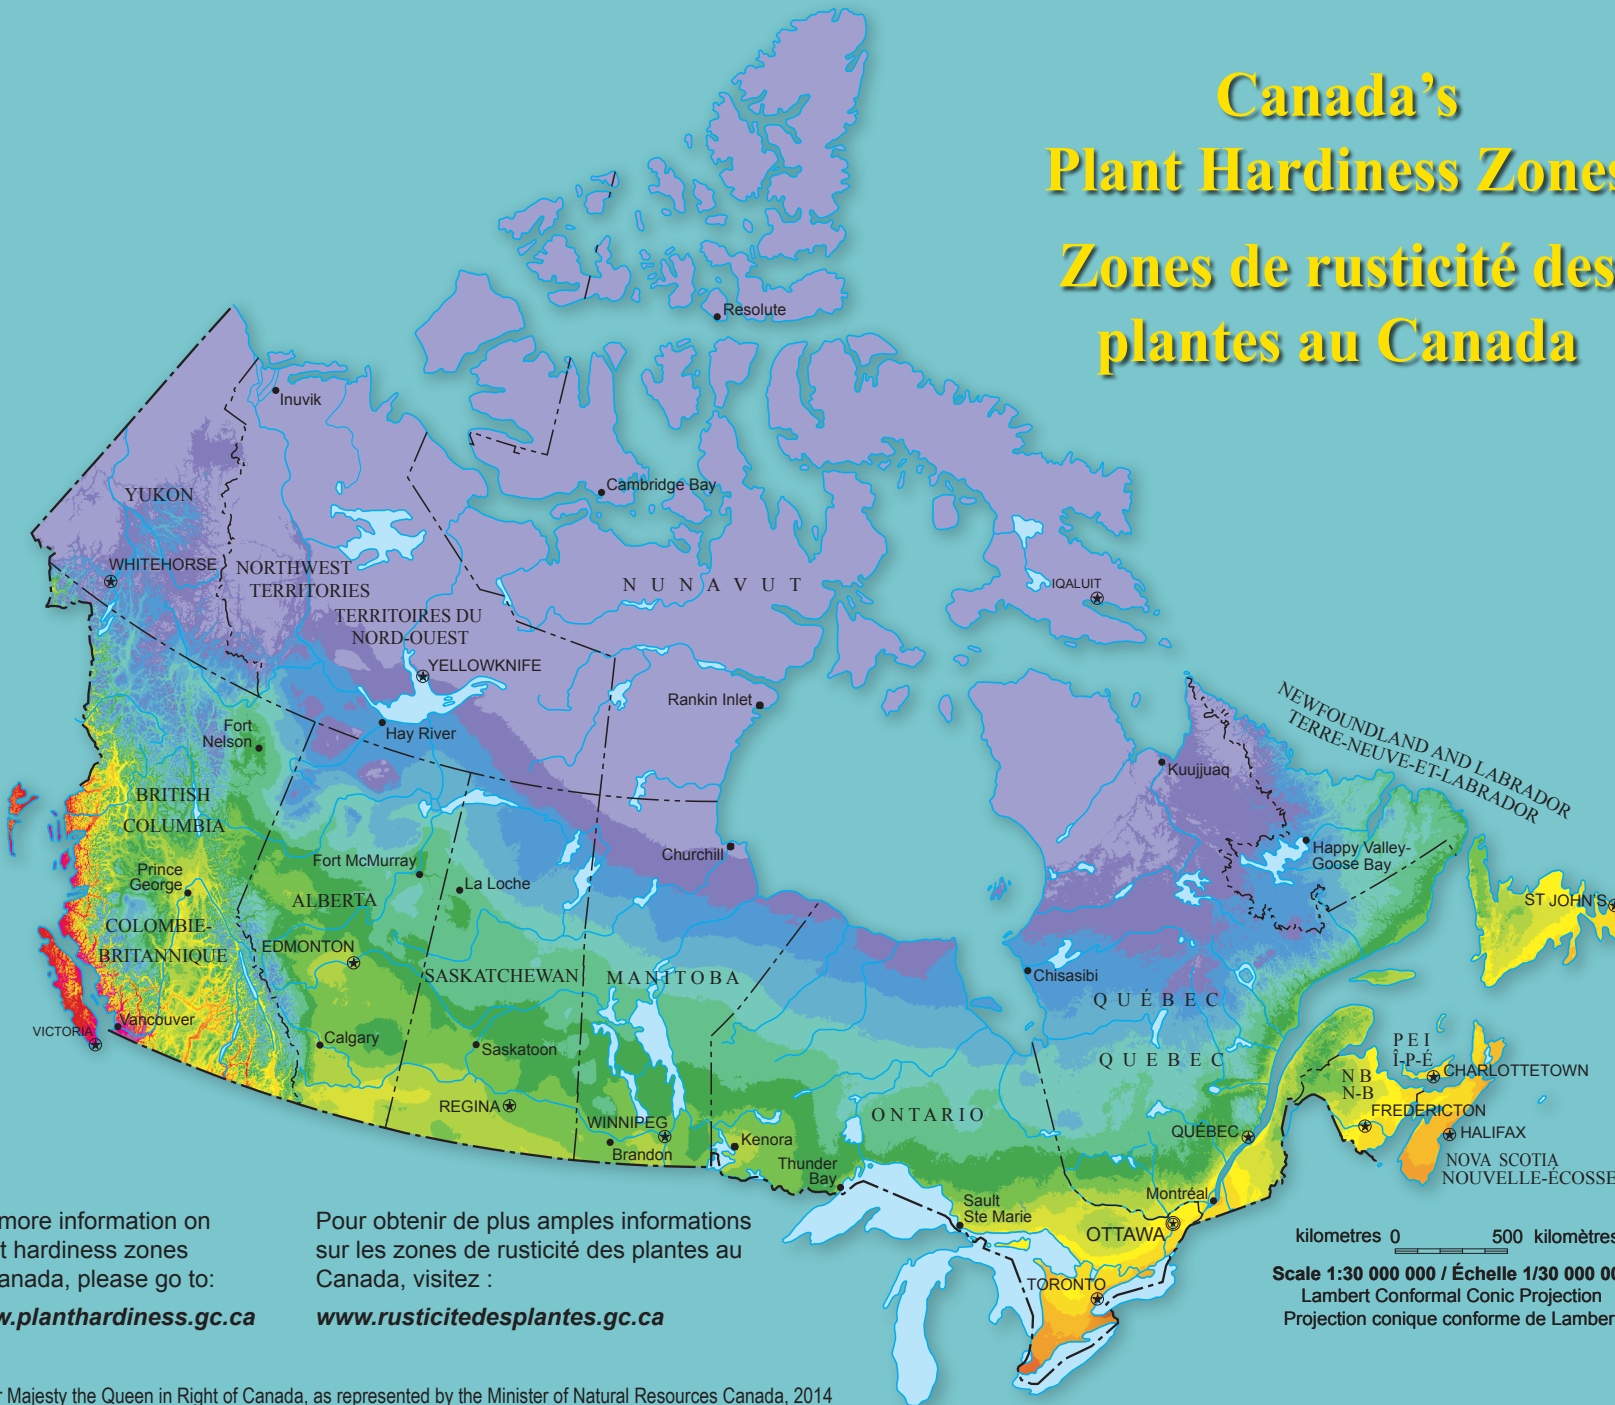 Canada's
Plant Hardiness Zones
Zones de rusticité des
plantes au Canada
Resolute
Inuvik
Cambridge Bay
YUKON
WHITEHORSE
NORTHWEST
TERRITORIES
TERRITOIRES DU
NORD-OUEST
NUNAVUT
IQALUIT
YELLOWKNIFE
Rankin Inlet
Hay River
Fort
Nelson
NEWFOUNDLAND AND LABRADOR
TERRE-NEUVE-ET-LABRADOR
Kuujjuaq
BRITISH
COLUMBIA
Prince
George
COLOMBIE-
BRITANNIQUE
Fort McMurray
La Loche
Churchill
Happy Valley-
Goose Bay
ALBERTA
EDMONTON
SASKATCHEWAN
MANITOBA
Chisasibi
QUÉBEC
QUEBEC
ST JOHN'S
VICTORIA
Vancouver
Calgary
Saskatoon
REGINA
WINNIPEG
Brandon
Kenora
ONTARIO
Thunder
Bay
Sault
Ste Marie
QUÉBEC
Montréal
OTTAWA
TORONTO
PEI
Î-P-É
CHARLOTTETOWN
NB
N-B
FREDERICTON
HALIFAX
NOVA SCOTIA
NOUVELLE-ÉCOSSE
more information on
t hardiness zones
anada, please go to:
w.planthardiness.gc.ca
Pour obtenir de plus amples informations
sur les zones de rusticité des plantes au
Canada, visitez :
www.rusticitedesplantes.gc.ca
kilometres 0 500 kilomètres
Scale 1:30 000 000 / Échelle 1/30 000 00
Lambert Conformal Conic Projection
Projection conique conforme de Lamber
r Majesty the Queen in Right of Canada, as represented by the Minister of Natural Resources Canada, 2014